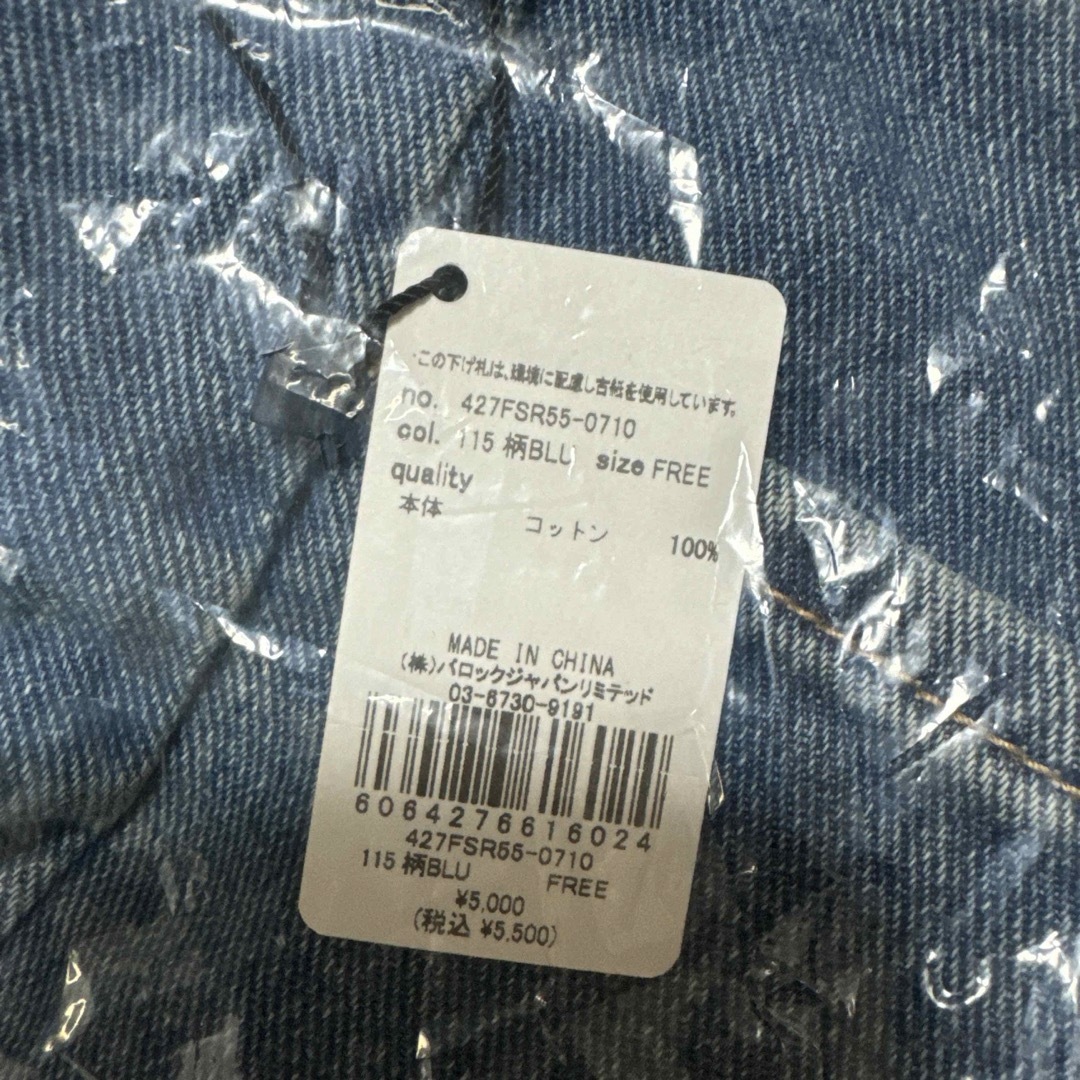 ・この下げ札は、環境に配慮し古紙を使用しています。
no. 427FSR55-0710
col. 115 柄BLU size FREE
quality
本体 コットン 100%
MADE IN CHINA
(株)バロックジャパンリミテッド
03-6730-9191
6064276616024
427FSR55-0710
115 柄BLU FREE
¥5,000
(税込 ¥5,500)